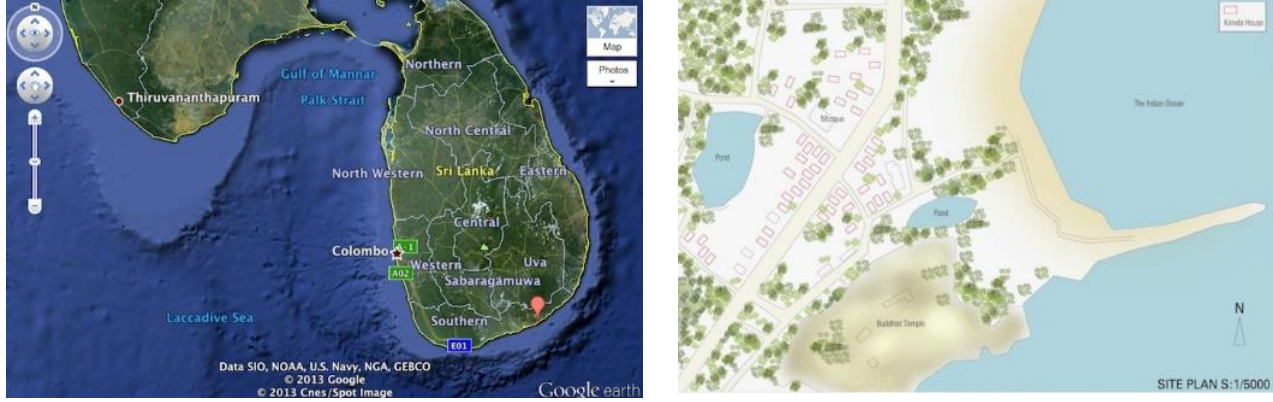 N
Map
Photos
Thiruvananthapuram
Gulf of Mannar
Palk Strait
Northern
North Central
North Western
Sri Lanka
Eastern
Central
Colombo
A-1
A02
Western
Uva
Sabaragamuwa
Laccadive Sea
Southern
E01
Data SIO, NOAA, U.S. Navy, NGA, GEBCO
© 2013 Google
© 2013 Cnes/Spot Image
Google earth
Kirinda House
The Indian Ocean
Mosque
Pond
Pond
Buddhist Temple
N
SITE PLAN S:1/5000